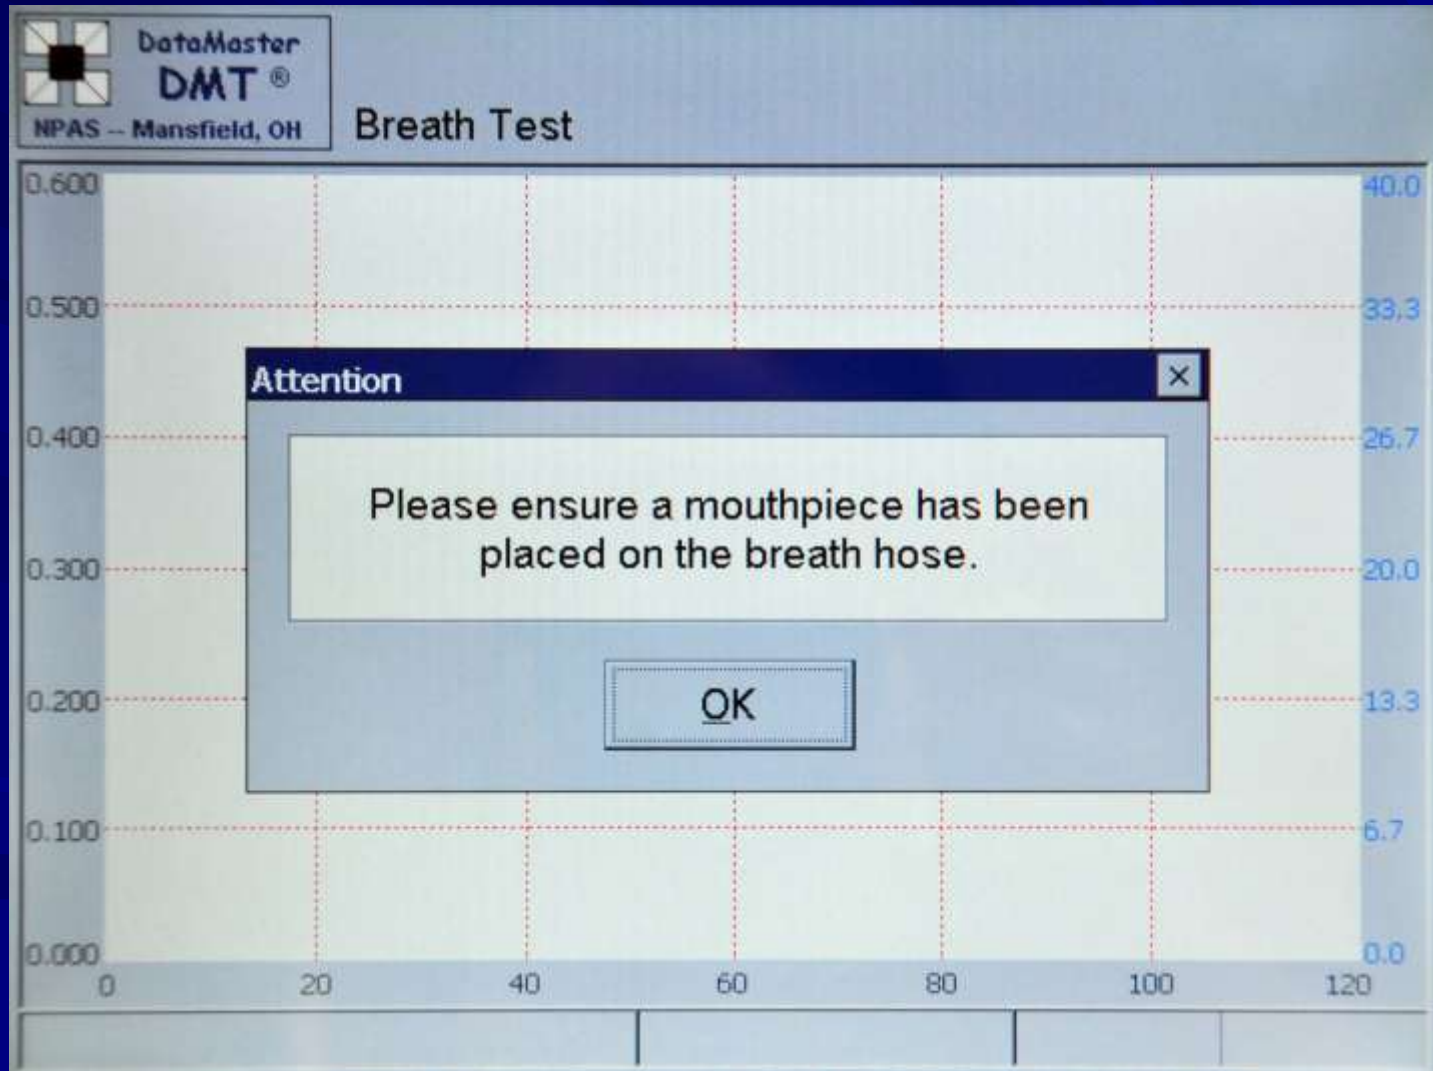 DataMaster
DMT ®
NPAS -- Mansfield, OH
Breath Test
0.600
40.0
0.500
33.3
Attention
0.400
26.7
Please ensure a mouthpiece has been
placed on the breath hose.
0.300
20.0
OK
0.200
13.3
0.100
6.7
0.000
0.0
0 20 40 60 80 100 120